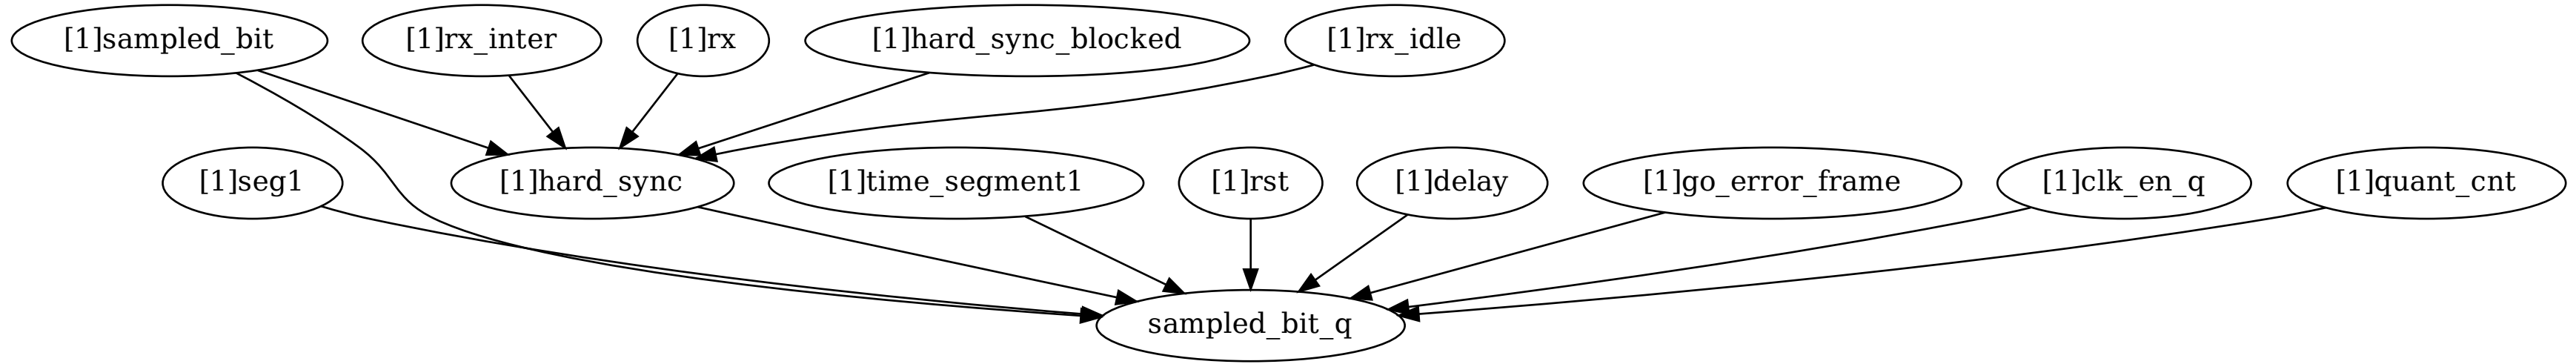 [1]sampled_bit
[1]rx_inter
[1]rx
[1]hard_sync_blocked
[1]rx_idle
[1]seg1
[1]hard_sync
[1]time_segment1
[1]rst
[1]delay
[1]go_error_frame
[1]clk_en_q
[1]quant_cnt
sampled_bit_q